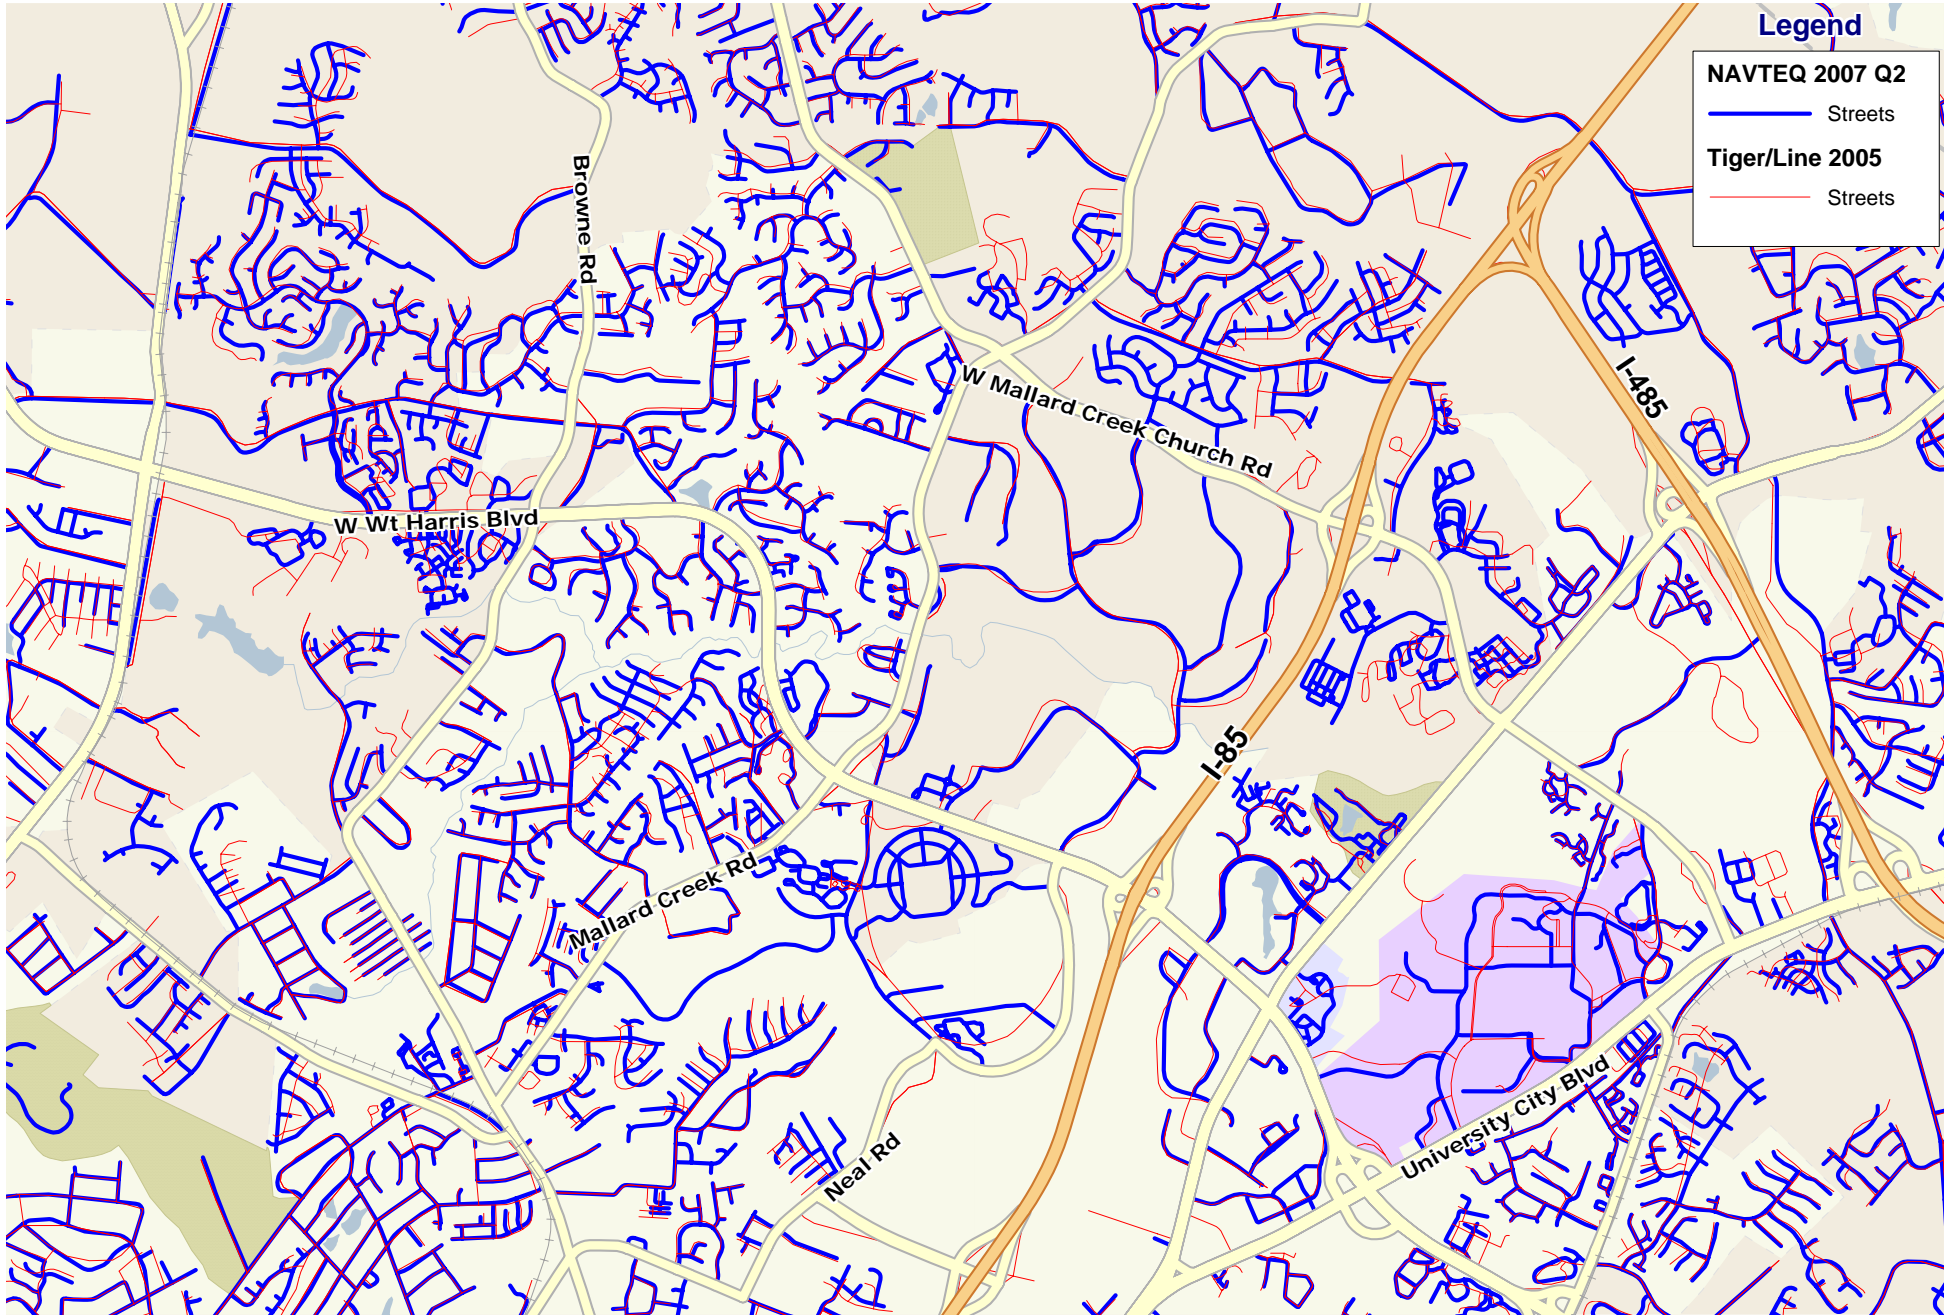 Legend
NAVTEQ 2007 Q2
Streets
Tiger/Line 2005
Streets
Browne Rd
W Mallard Creek Church Rd
I-485
W Wt Harris Blvd
I-85
Mallard Creek Rd
University City Blvd
Neal Rd